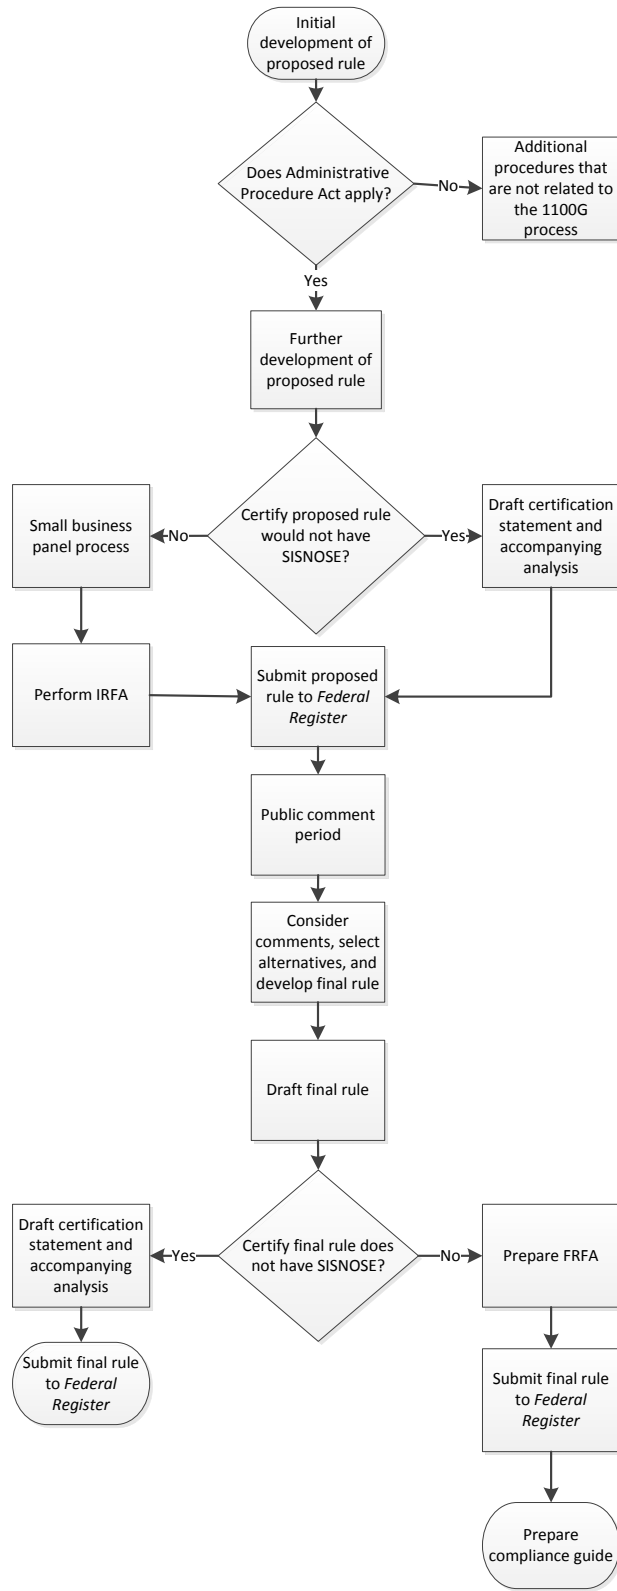 Initial
development of
proposed rule
Does Administrative
Procedure Act apply?
No
Additional
procedures that
are not related to
the 1100G
process
Yes
Further
development of
proposed rule
Small business
panel process
No
Certify proposed rule
would not have
SISNOSE?
Yes
Draft certification
statement and
accompanying
analysis
Perform IRFA
Submit proposed
rule to Federal
Register
Public comment
period
Consider
comments, select
alternatives, and
develop final rule
Draft final rule
Draft certification
statement and
accompanying
analysis
Yes
Certify final rule does
not have SISNOSE?
No
Prepare FRFA
Submit final rule
to Federal
Register
Submit final rule
to Federal
Register
Prepare
compliance guide